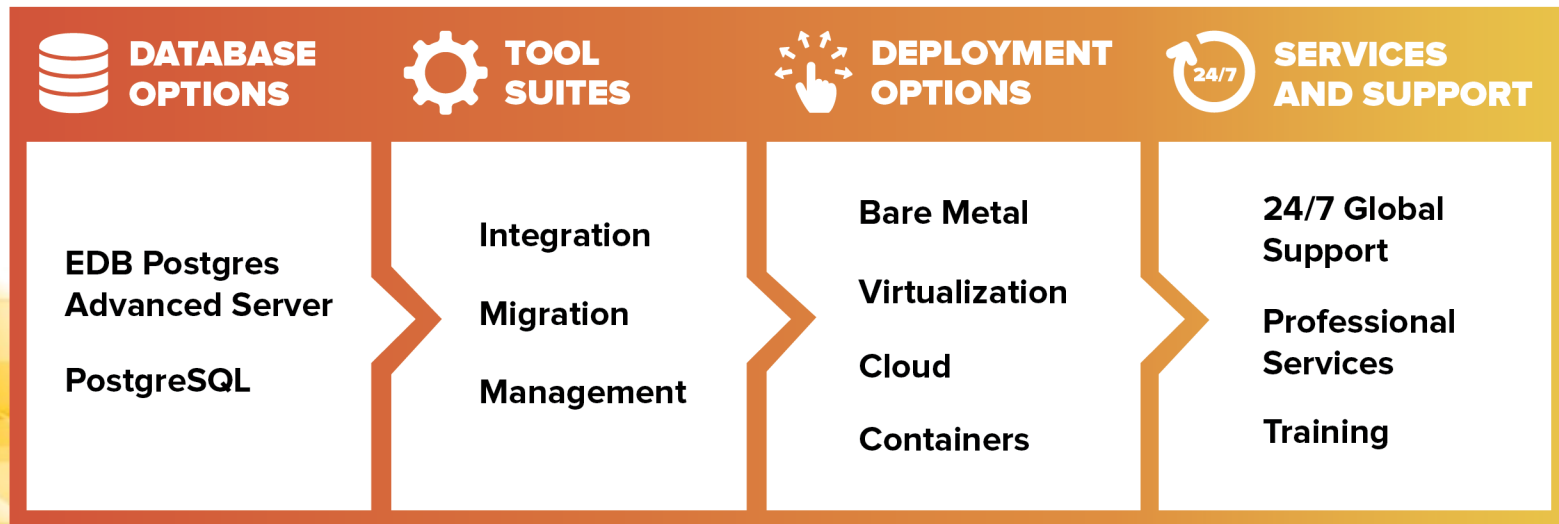 DATABASE
OPTIONS
EDB Postgres
Advanced Server
PostgreSQL
TOOL
SUITES
Integration
Migration
Management
DEPLOYMENT
OPTIONS
Bare Metal
Virtualization
Cloud
Containers
24/7
SERVICES
AND SUPPORT
24/7 Global
Support
Professional
Services
Training